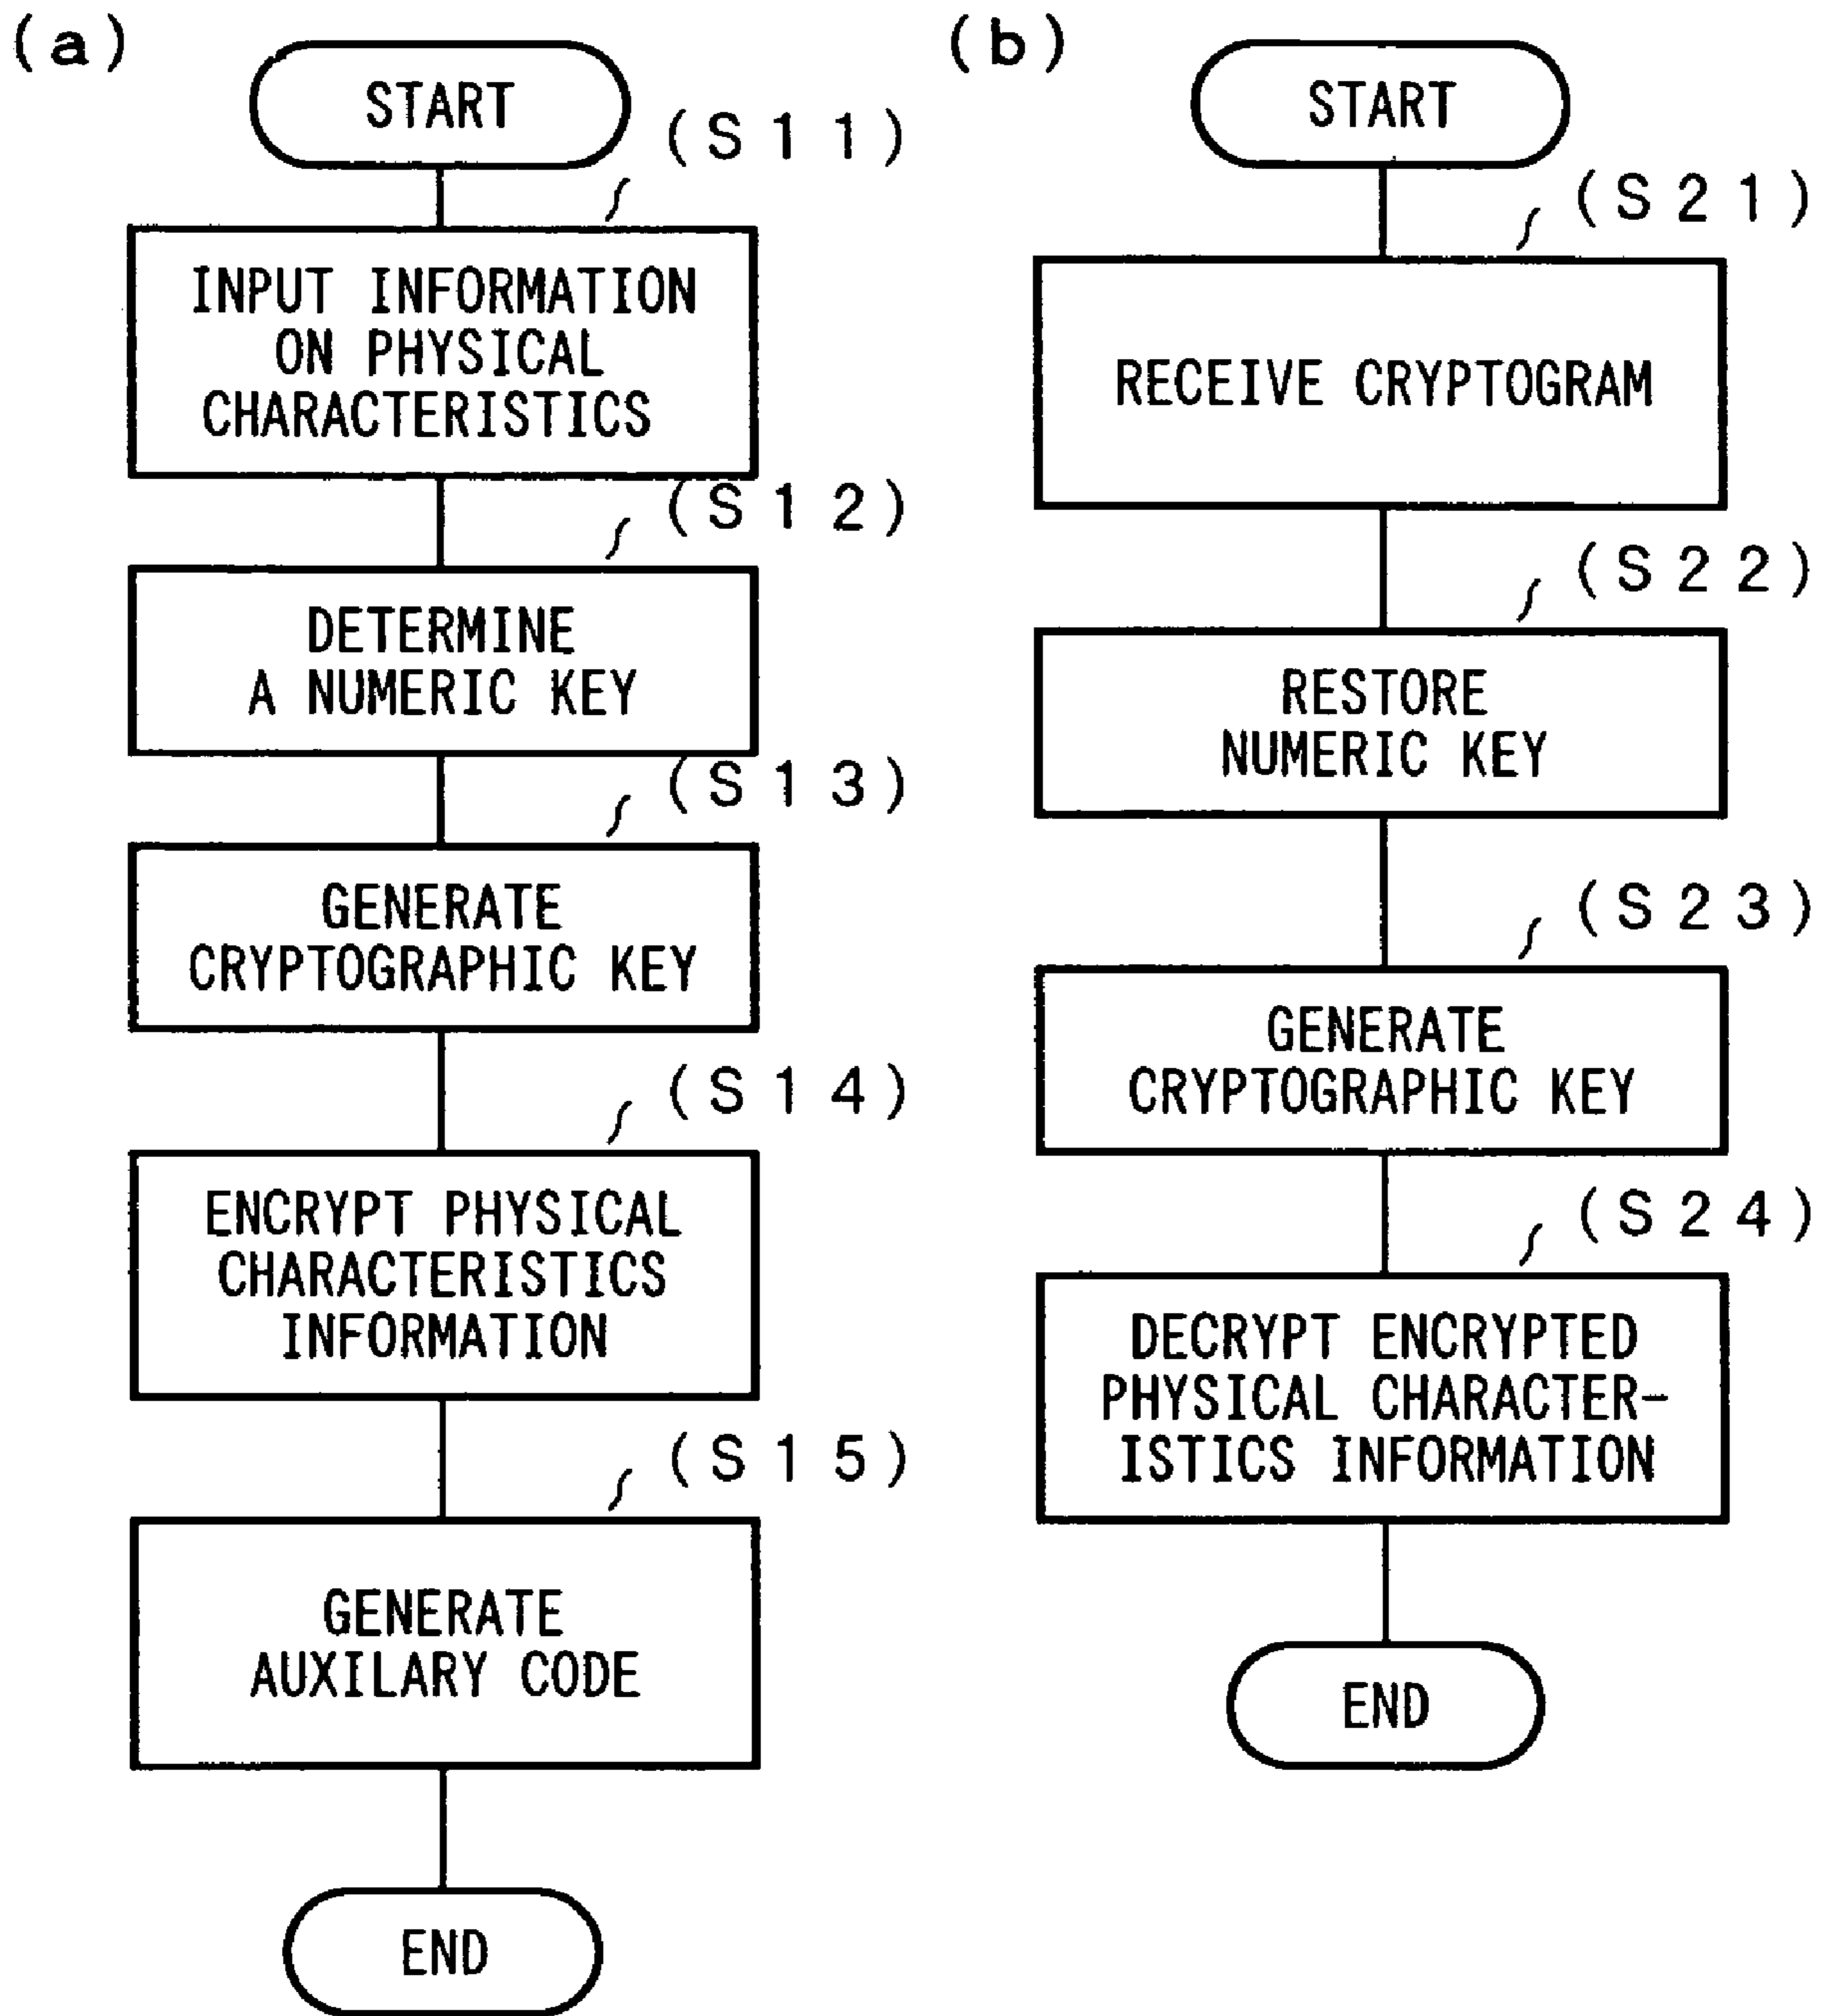 (a)
START
(S11)
INPUT INFORMATION
ON PHYSICAL
CHARACTERISTICS
(S12)
DETERMINE
A NUMERIC KEY
(S13)
GENERATE
CRYPTOGRAPHIC KEY
(S14)
ENCRYPT PHYSICAL
CHARACTERISTICS
INFORMATION
(S15)
GENERATE
AUXILARY CODE
END
(b)
START
(S21)
RECEIVE CRYPTOGRAM
(S22)
RESTORE
NUMERIC KEY
(S23)
GENERATE
CRYPTOGRAPHIC KEY
(S24)
DECRYPT ENCRYPTED
PHYSICAL CHARACTER-
ISTICS INFORMATION
END